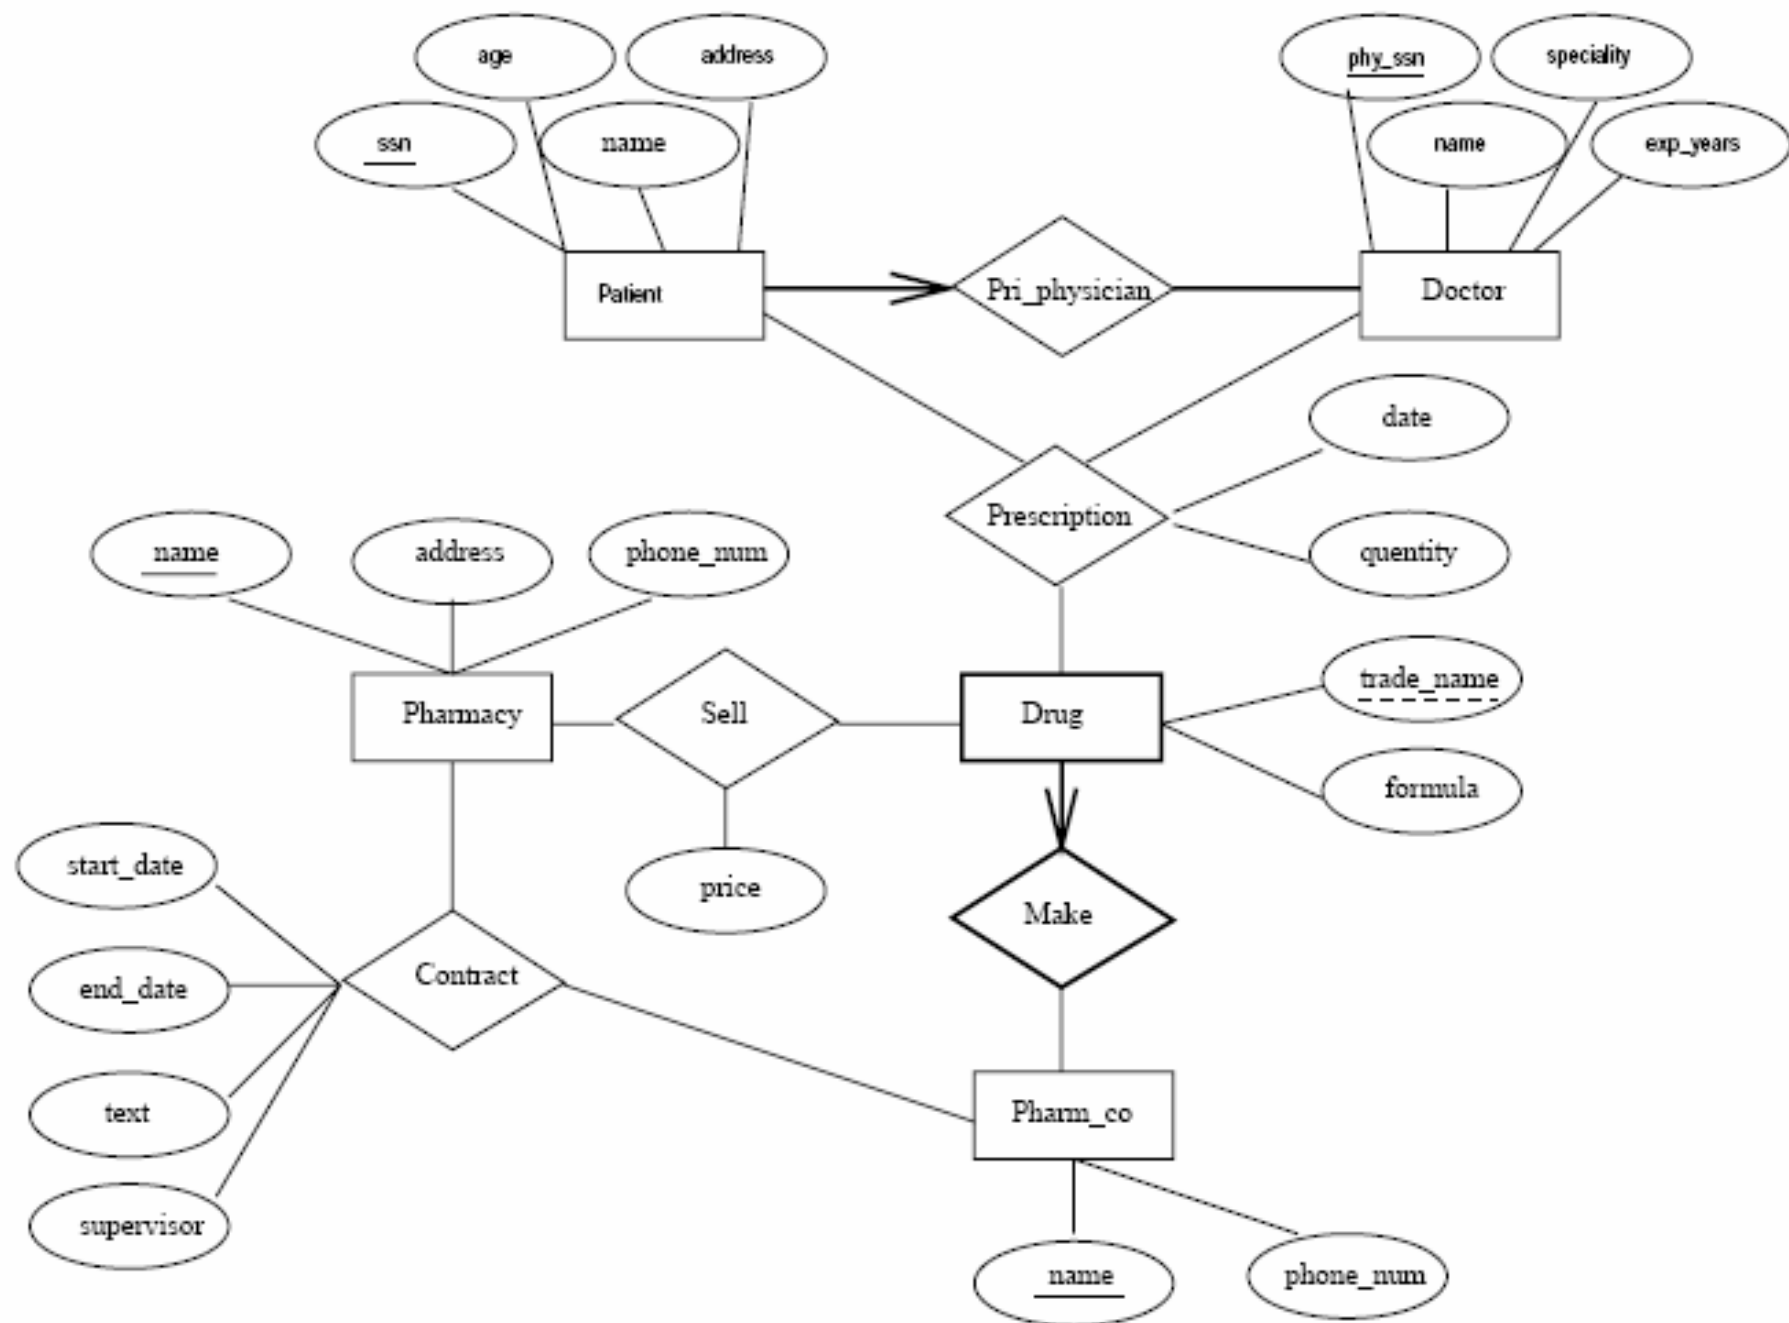 age
address
phy_ssn
speciality
ssn
name
name
exp_years
Patient
Pri_physician
Doctor
date
Prescription
name
address
phone_num
quentity
trade_name
Pharmacy
Sell
Drug
formula
start_date
price
Make
end_date
Contract
text
Pharm_co
supervisor
name
phone_num